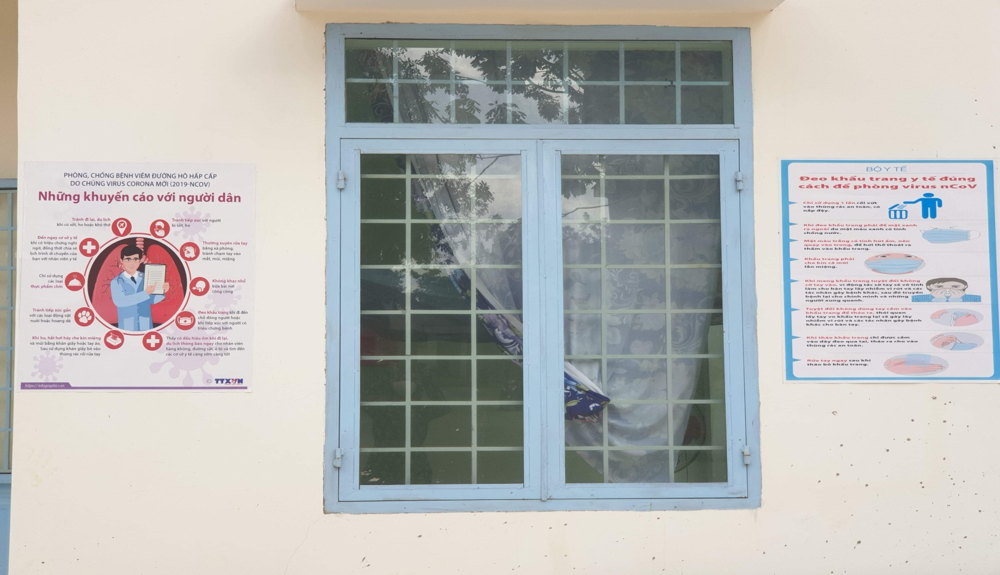 PHÒNG, CHỐNG BỆNH VIÊM ĐƯỜNG HÔ HẤP CẤP
DO CHỦNG VIRUS CORONA MỚI (2019-NCOV)
Những khuyến cáo với người dân
Tránh đi lại, du lịch
khi có sốt, ho hoặc khó thở
Tránh tiếp xúc với người
bị sốt, ho
Đến ngay cơ sở y tế
khi có triệu chứng nghi
ngờ, đồng thời chia sẻ
lịch trình di chuyển của
bạn với nhân viên y tế
Thường xuyên rửa tay
bằng xà phòng,
tránh chạm tay vào
mắt, mũi, miệng
Chỉ sử dụng
các loại
thực phẩm chín
Không khạc nhổ
bừa bãi nơi
công cộng
Tránh tiếp xúc gần
với các loại động vật
nuôi hoặc hoang dã
Đeo khẩu trang khi đi đến
chỗ đông người hoặc
khi tiếp xúc với người có
triệu chứng bệnh
Khi ho, hắt hơi hãy che kín miệng
và mũi bằng khăn giấy hoặc tay áo.
Sau sử dụng khăn giấy bỏ vào
thùng rác rồi rửa tay
Thấy có dấu hiệu ốm khi đi lại,
du lịch thông báo ngay cho nhân viên
hàng không, đường sắt, ô tô và tìm đến
các cơ sở y tế càng sớm càng tốt
https://infographics.vn
© TTXVN
BỘ Y TẾ
Đeo khẩu trang y tế đúng
cách để phòng virus nCoV
Chỉ sử dụng 1 lần rồi vứt
vào thùng rác an toàn, có
nắp đậy.
Khi đeo khẩu trang phải để mặt xanh
ra ngoài do mặt màu xanh có tính
chống nước.
Mặt màu trắng có tính hút ẩm, nên
quay vào trong, để hơi thở thoát ra
thấm vào khẩu trang.
Khẩu trang phải
che kín cả mũi
lẫn miệng.
Khi mang khẩu trang tuyệt đối không
sờ tay vào, vì động tác sờ tay sẽ vô tình
làm cho bàn tay lây nhiễm vi rút và các
tác nhân gây bệnh khác, sau đó truyền
bệnh lại cho chính mình và những
người xung quanh.
Tuyệt đối không dùng tay cầm vào
khẩu trang để tháo ra, thói quen
lấy tay vo khẩu trang lại sẽ gây lây
nhiễm vi rút và các tác nhân gây bệnh
khác cho bàn tay.
Khi tháo khẩu trang chỉ được cầm
vào dây đeo qua tai, tháo ra cho vào
thùng rác an toàn.
Rửa tay ngay sau khi
tháo bỏ khẩu trang.